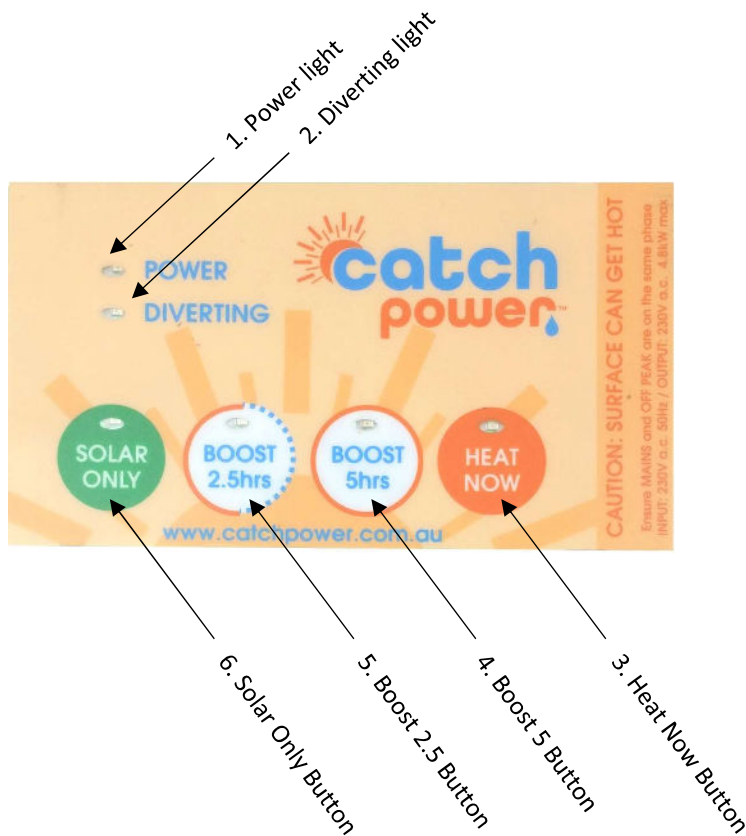 1. Power light
2. Diverting light
catch
power™
POWER
DIVERTING
SOLAR
ONLY
BOOST
2.5hrs
BOOST
5hrs
HEAT
NOW
www.catchpower.com.au
CAUTION: SURFACE CAN GET HOT
Ensure MAINS and OFF PEAK are on the same phase
INPUT: 230V a.c. 50Hz / OUTPUT: 230V a.c. 4.8kW max
6. Solar Only Button
5. Boost 2.5 Button
4. Boost 5 Button
3. Heat Now Button